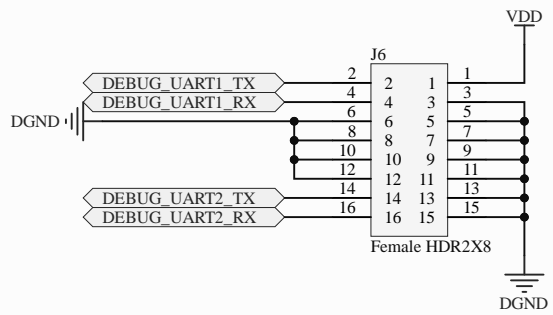 VDD
J6
2 2 1 1
DEBUG_UART1_TX
4 4 3 3
DEBUG_UART1_RX
DGND 6 6 5 5
8 8 7 7
10 10 9 9
12 12 11 11
14 14 13 13
DEBUG_UART2_TX
16 16 15 15
DEBUG_UART2_RX
Female HDR2X8
DGND